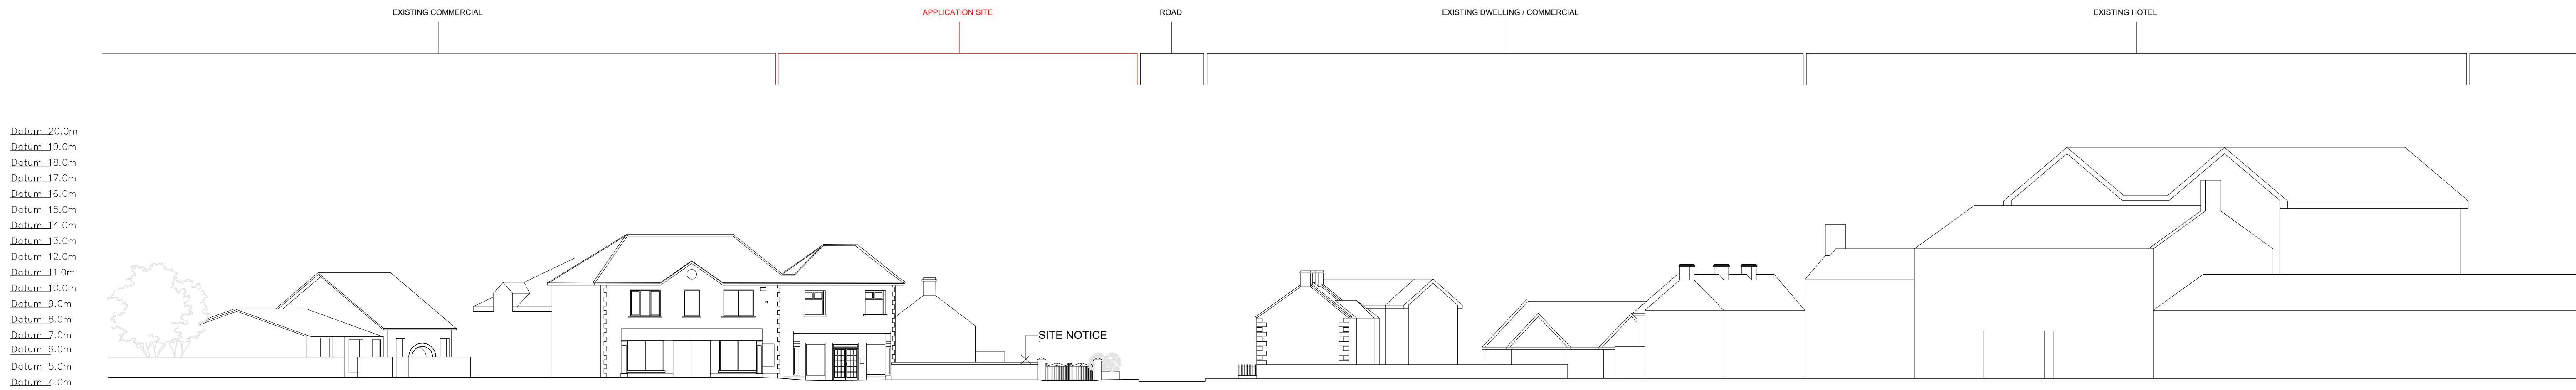 EXISTING COMMERCIAL
APPLICATION SITE
ROAD
EXISTING DWELLING / COMMERCIAL
EXISTING HOTEL
Datum 20.0m
Datum 19.0m
Datum 18.0m
Datum 17.0m
Datum 16.0m
Datum 15.0m
Datum 14.0m
Datum 13.0m
Datum 12.0m
Datum 11.0m
Datum 10.0m
Datum 9.0m
Datum 8.0m
Datum 7.0m
Datum 6.0m
Datum 5.0m
Datum 4.0m
SITE NOTICE